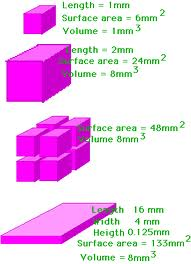 Length = 1mm
Surface area = 6mm²
Volume = 1mm³
Length = 2mm
Surface area = 24mm²
Volume = 8mm³
Surface area = 48mm²
Volume 8mm³
Length 16 mm
Width 4 mm
Heigth 0.125mm
Surface area = 133mm²
Volume = 8mm³